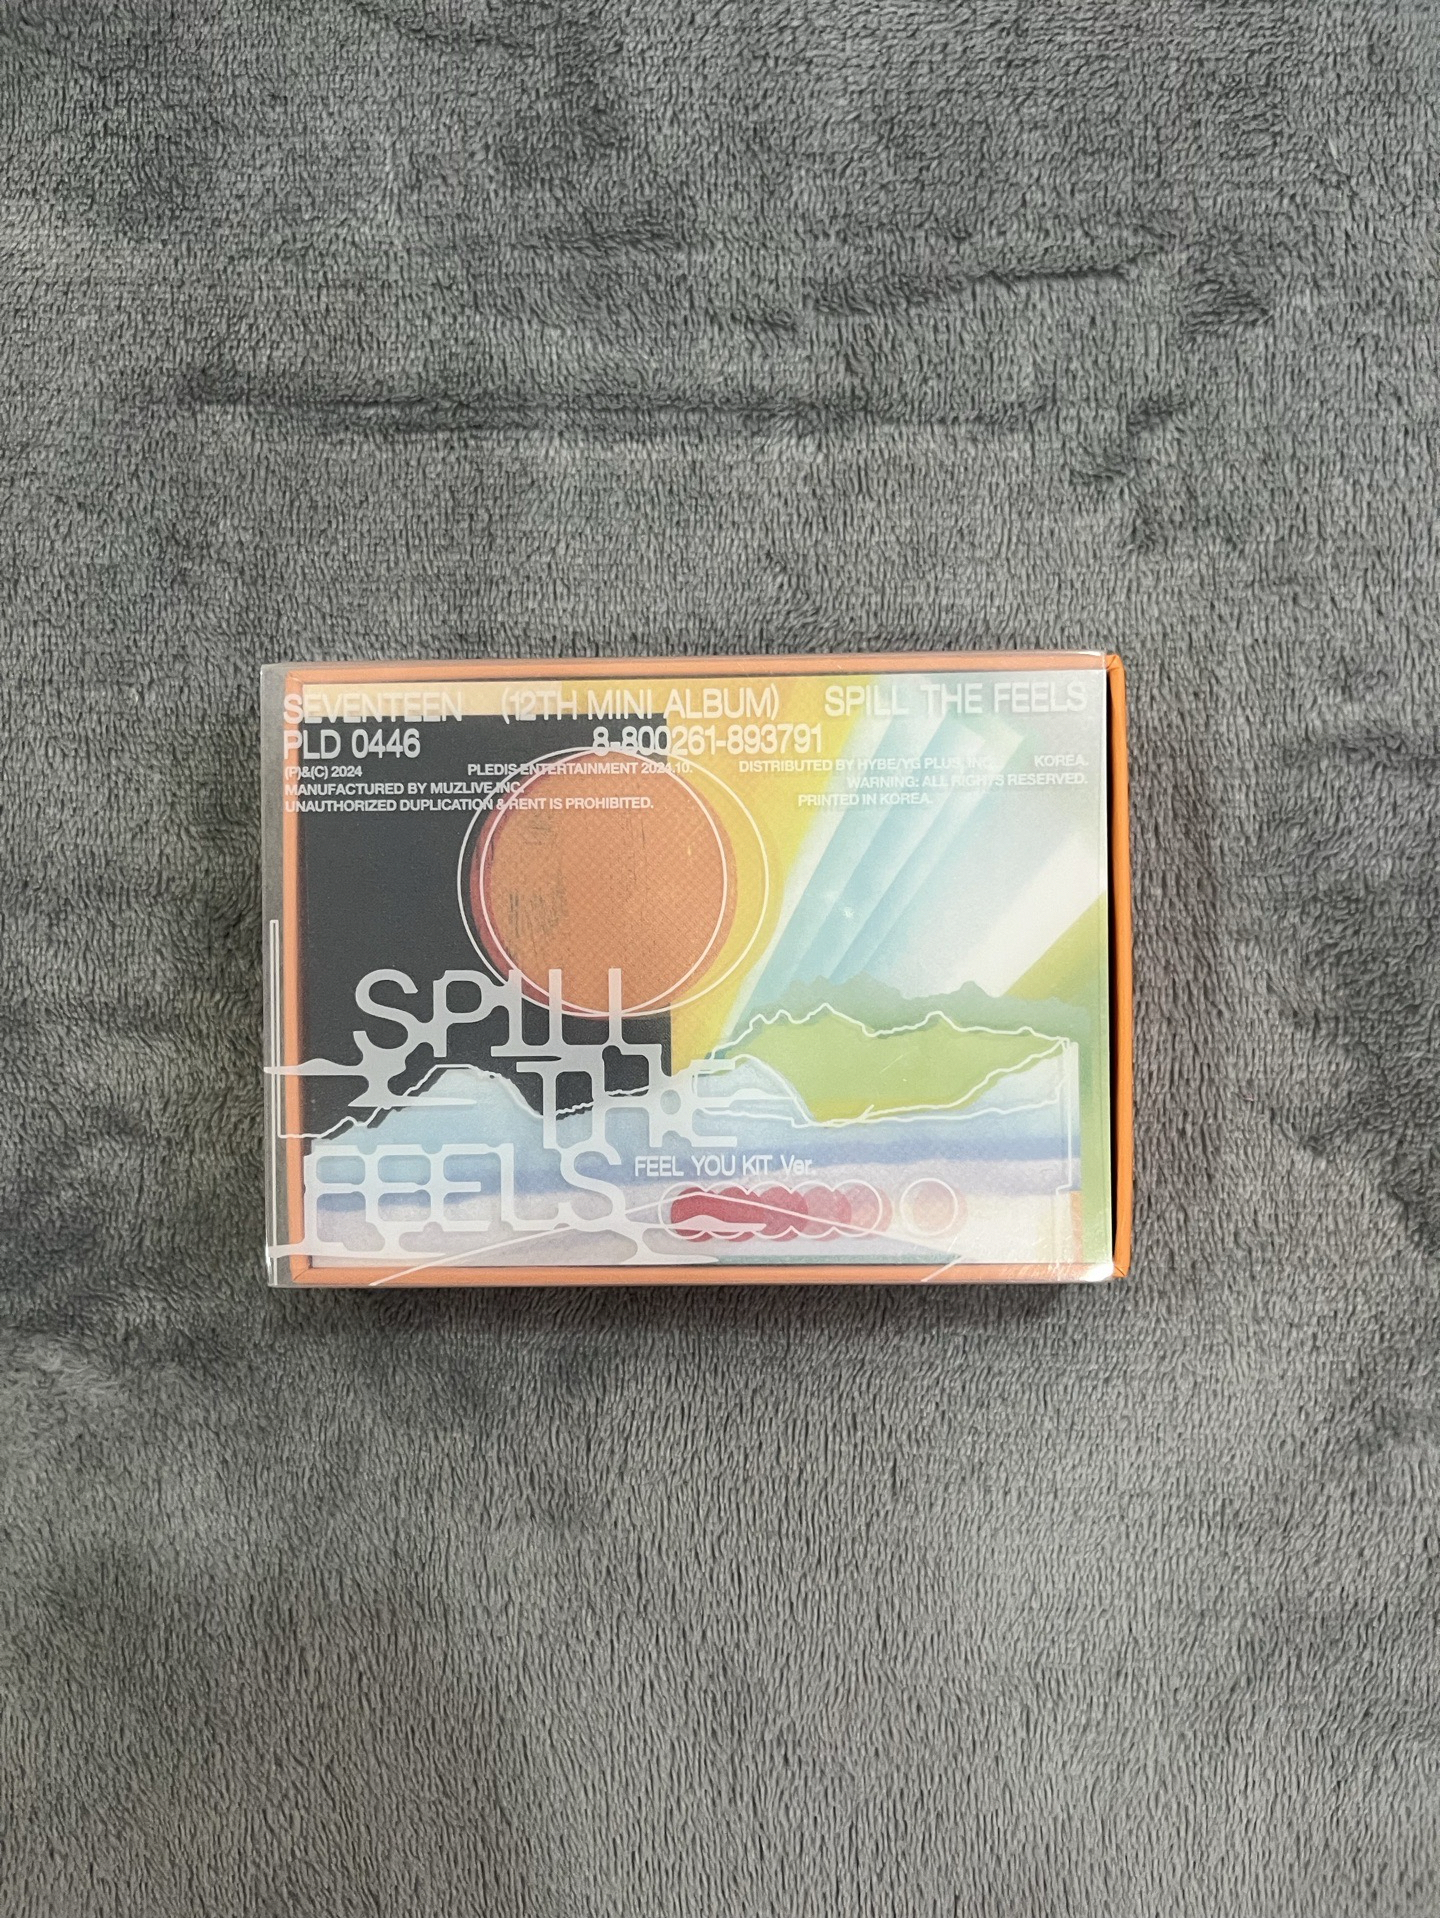 SEVENTEEN (12TH MINI ALBUM) SPILL THE FEELS
PLD 0446 8-800261-893791
(P)&(C) 2024 PLEDIS ENTERTAINMENT 2024.10. DISTRIBUTED BY HYBE/YG PLUS, INC. KOREA.
MANUFACTURED BY MUZLIVE INC. WARNING: ALL RIGHTS RESERVED.
UNAUTHORIZED DUPLICATION & RENT IS PROHIBITED. PRINTED IN KOREA.
SPILL
THE
FEELS
FEEL YOU KIT Ver.